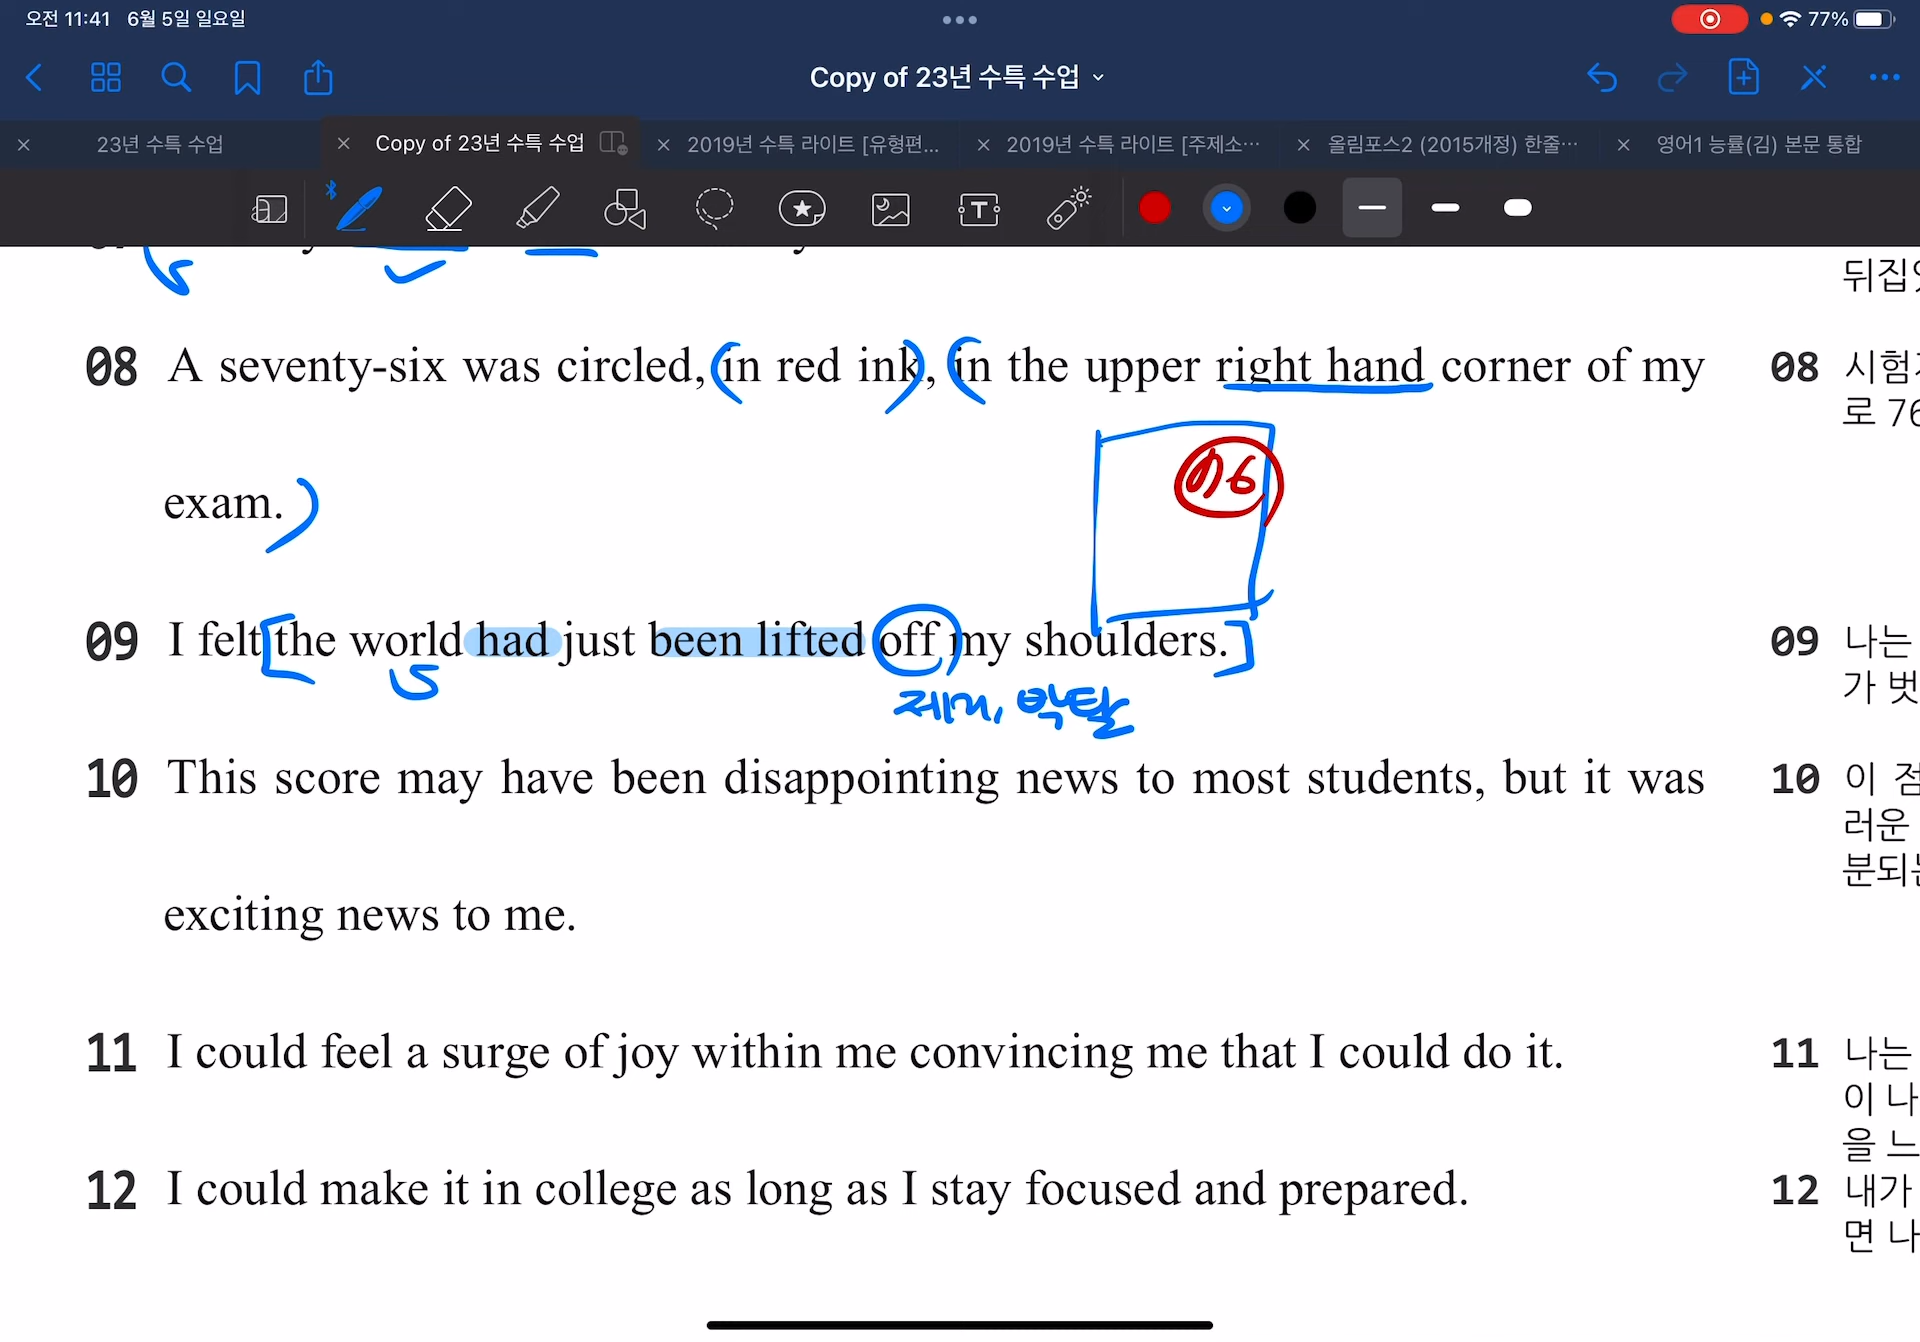 오전 11:41 6월 5일 일요일
77%
Copy of 23년 수특 수업
23년 수특 수업
Copy of 23년 수특 수업
2019년 수특 라이트 [유형편...
2019년 수특 라이트 [주제소...
올림포스2 (2015개정) 한줄...
영어1 능률(김) 본문 통합
뒤집
08 A seventy-six was circled, in red ink, in the upper right hand corner of my
exam.
76
09 I felt the world had just been lifted off my shoulders.
S
제거, 박탈
10 This score may have been disappointing news to most students, but it was
exciting news to me.
11 I could feel a surge of joy within me convincing me that I could do it.
12 I could make it in college as long as I stay focused and prepared.
08 시험
로 76
09 나는
가 벗
10 이 점
러운
분되는
11 나는
이 나
을 느
12 내가
면 나